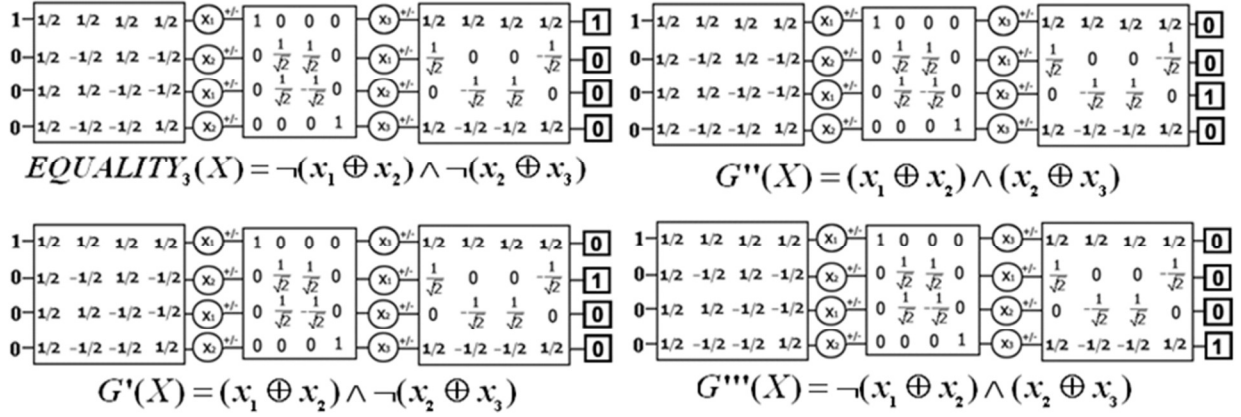 1 1/2 1/2 1/2 1/2 X₁ +/- 1 0 0 0 X₃ +/- 1/2 1/2 1/2 1/2 1
0 1/2 -1/2 1/2 -1/2 X₂ +/- 0 1/√2 1/√2 0 X₁ +/- 1/√2 0 0 -1/√2 0
0 1/2 1/2 -1/2 -1/2 X₁ +/- 0 1/√2 -1/√2 0 X₂ +/- 0 -1/√2 1/√2 0 0
0 1/2 -1/2 -1/2 1/2 X₂ +/- 0 0 0 1 X₃ +/- 1/2 -1/2 -1/2 1/2 0
EQUALITY₃(X) = ¬(x₁ ⊕ x₂) ∧ ¬(x₂ ⊕ x₃)
1 1/2 1/2 1/2 1/2 X₁ +/- 1 0 0 0 X₃ +/- 1/2 1/2 1/2 1/2 0
0 1/2 -1/2 1/2 -1/2 X₂ +/- 0 1/√2 1/√2 0 X₁ +/- 1/√2 0 0 -1/√2 0
0 1/2 1/2 -1/2 -1/2 X₁ +/- 0 1/√2 -1/√2 0 X₂ +/- 0 -1/√2 1/√2 0 1
0 1/2 -1/2 -1/2 1/2 X₂ +/- 0 0 0 1 X₃ +/- 1/2 -1/2 -1/2 1/2 0
G''(X) = (x₁ ⊕ x₂) ∧ (x₂ ⊕ x₃)
1 1/2 1/2 1/2 1/2 X₁ +/- 1 0 0 0 X₃ +/- 1/2 1/2 1/2 1/2 0
0 1/2 -1/2 1/2 -1/2 X₂ +/- 0 1/√2 1/√2 0 X₁ +/- 1/√2 0 0 -1/√2 1
0 1/2 1/2 -1/2 -1/2 X₁ +/- 0 1/√2 -1/√2 0 X₂ +/- 0 -1/√2 1/√2 0 0
0 1/2 -1/2 -1/2 1/2 X₂ +/- 0 0 0 1 X₃ +/- 1/2 -1/2 -1/2 1/2 0
G'(X) = (x₁ ⊕ x₂) ∧ ¬(x₂ ⊕ x₃)
1 1/2 1/2 1/2 1/2 X₁ +/- 1 0 0 0 X₃ +/- 1/2 1/2 1/2 1/2 0
0 1/2 -1/2 1/2 -1/2 X₂ +/- 0 1/√2 1/√2 0 X₁ +/- 1/√2 0 0 -1/√2 0
0 1/2 1/2 -1/2 -1/2 X₁ +/- 0 1/√2 -1/√2 0 X₂ +/- 0 -1/√2 1/√2 0 0
0 1/2 -1/2 -1/2 1/2 X₂ +/- 0 0 0 1 X₃ +/- 1/2 -1/2 -1/2 1/2 1
G'''(X) = ¬(x₁ ⊕ x₂) ∧ (x₂ ⊕ x₃)